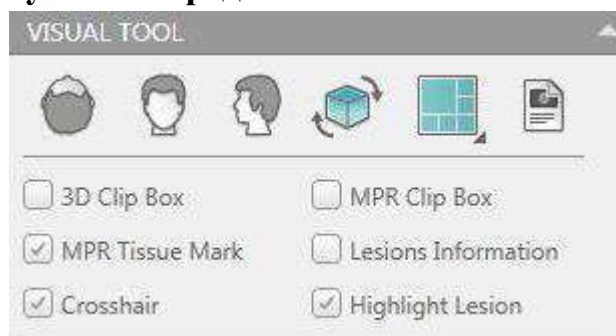 VISUAL TOOL
3D Clip Box
MPR Clip Box
MPR Tissue Mark
Lesions Information
Crosshair
Highlight Lesion